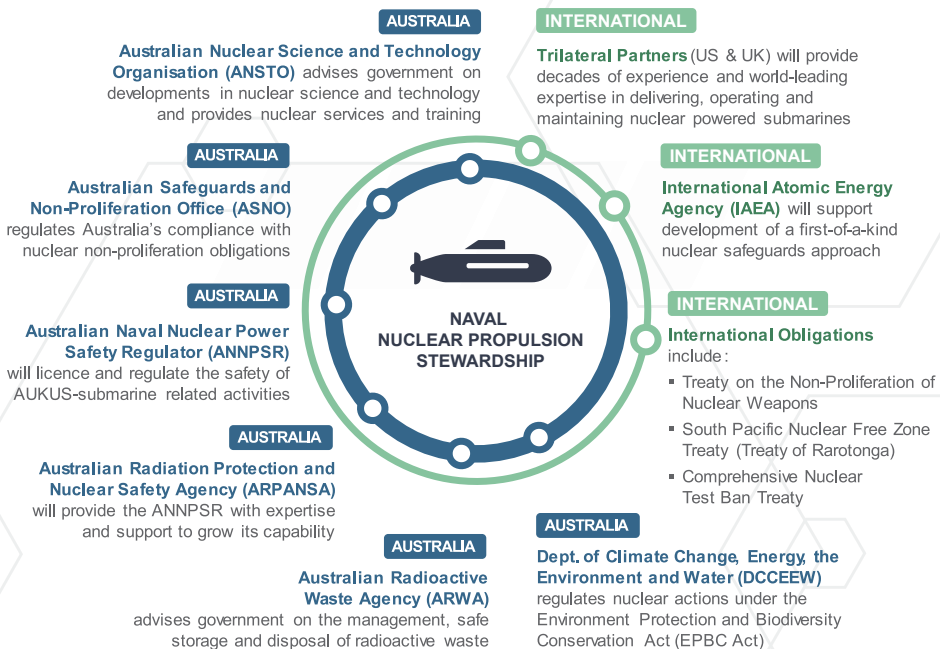 AUSTRALIA
Australian Nuclear Science and Technology
Organisation (ANSTO) advises government on
developments in nuclear science and technology
and provides nuclear services and training
INTERNATIONAL
Trilateral Partners (US & UK) will provide
decades of experience and world-leading
expertise in delivering, operating and
maintaining nuclear powered submarines
AUSTRALIA
Australian Safeguards and
Non-Proliferation Office (ASNO)
regulates Australia's compliance with
nuclear non-proliferation obligations
INTERNATIONAL
International Atomic Energy
Agency (IAEA) will support
development of a first-of-a-kind
nuclear safeguards approach
AUSTRALIA
Australian Naval Nuclear Power
Safety Regulator (ANNPSR)
will licence and regulate the safety of
AUKUS-submarine related activities
NAVAL
NUCLEAR PROPULSION
STEWARDSHIP
INTERNATIONAL
International Obligations
include:
▪ Treaty on the Non-Proliferation of
Nuclear Weapons
▪ South Pacific Nuclear Free Zone
Treaty (Treaty of Rarotonga)
▪ Comprehensive Nuclear
Test Ban Treaty
AUSTRALIA
Australian Radiation Protection and
Nuclear Safety Agency (ARPANSA)
will provide the ANNPSR with expertise
and support to grow its capability
AUSTRALIA
Australian Radioactive
Waste Agency (ARWA)
advises government on the management, safe
storage and disposal of radioactive waste
AUSTRALIA
Dept. of Climate Change, Energy, the
Environment and Water (DCCEEW)
regulates nuclear actions under the
Environment Protection and Biodiversity
Conservation Act (EPBC Act)